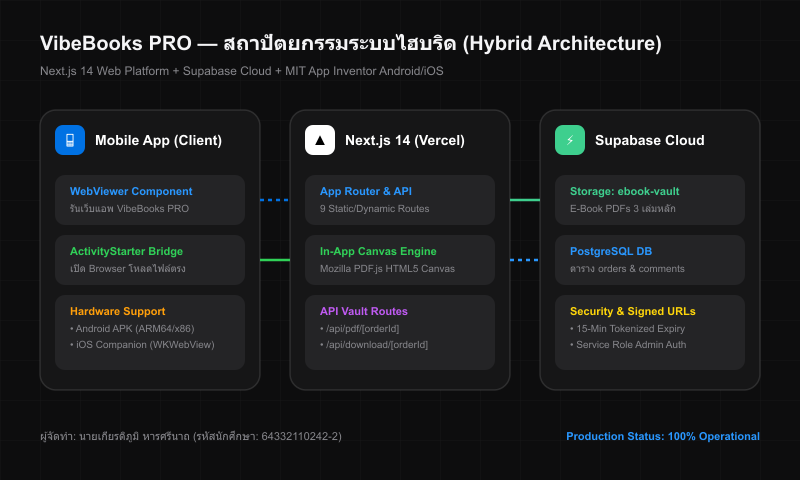 VibeBooks PRO — สถาปัตยกรรมระบบไฮบริด (Hybrid Architecture)
Next.js 14 Web Platform + Supabase Cloud + MIT App Inventor Android/iOS
Mobile App (Client)
WebViewer Component
รันเว็บแอพ VibeBooks PRO
ActivityStarter Bridge
เปิด Browser โหลดไฟล์ตรง
Hardware Support
• Android APK (ARM64/x86)
• iOS Companion (WKWebView)
Next.js 14 (Vercel)
App Router & API
9 Static/Dynamic Routes
In-App Canvas Engine
Mozilla PDF.js HTML5 Canvas
API Vault Routes
• /api/pdf/[orderId]
• /api/download/[orderId]
Supabase Cloud
Storage: ebook-vault
E-Book PDFs 3 เล่มหลัก
PostgreSQL DB
ตาราง orders & comments
Security & Signed URLs
• 15-Min Tokenized Expiry
• Service Role Admin Auth
ผู้จัดทำ: นายเกียรติภูมิ หารศรีนาถ (รหัสนักศึกษา: 64332110242-2)
Production Status: 100% Operational